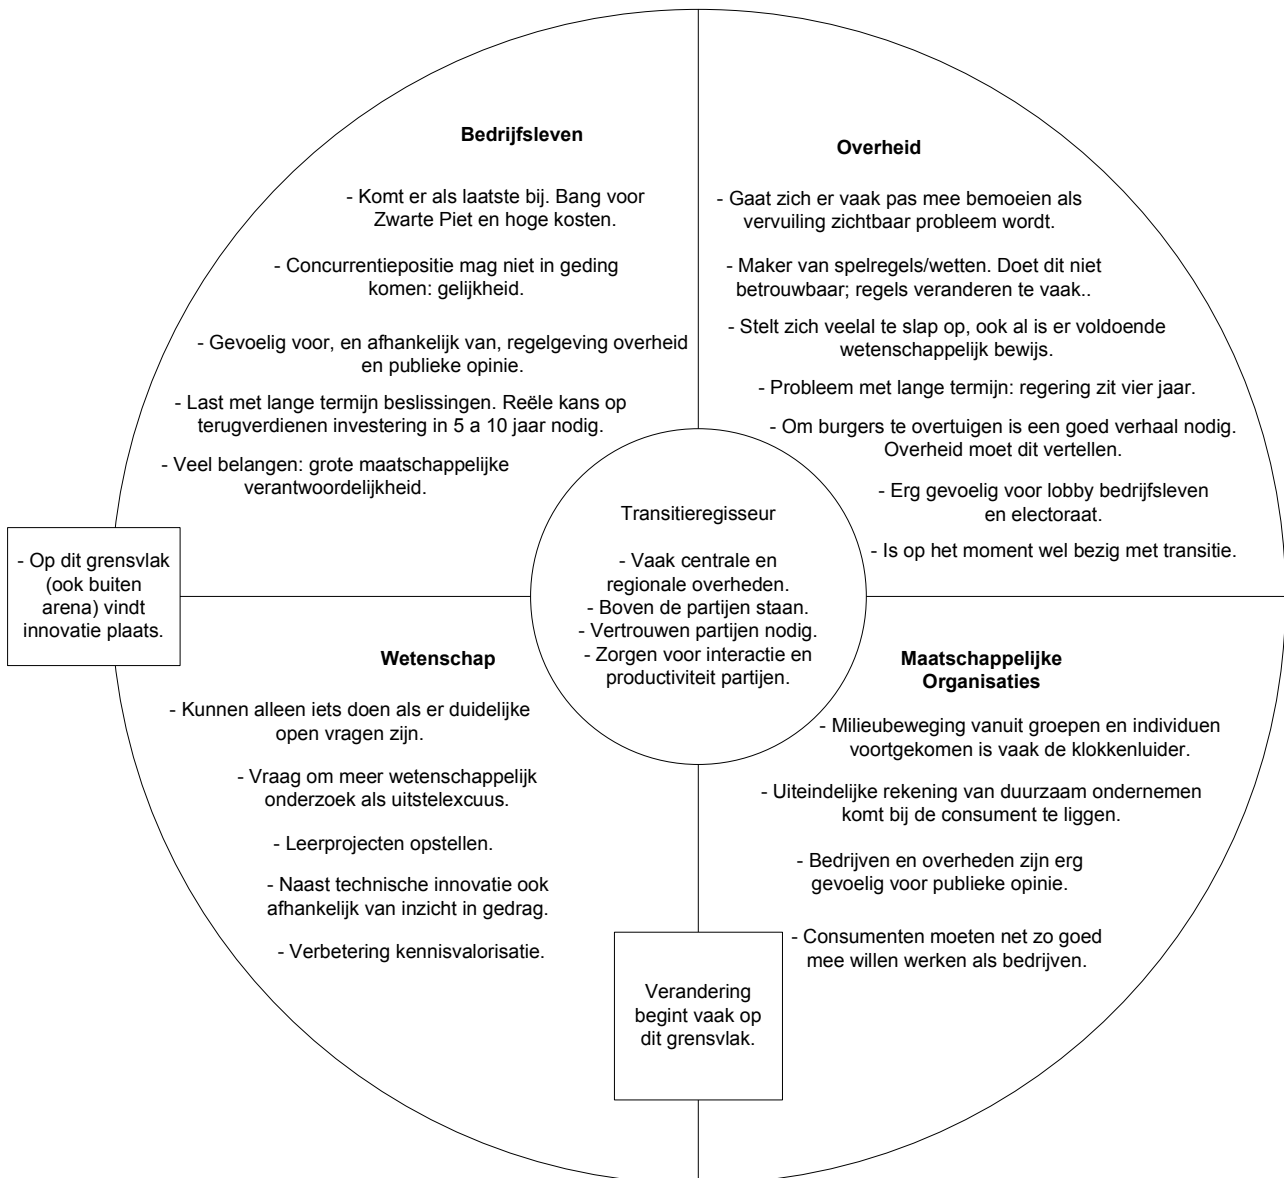 Bedrijfsleven
- Komt er als laatste bij. Bang voor
Zwarte Piet en hoge kosten.
- Concurrentiepositie mag niet in geding
komen: gelijkheid.
- Gevoelig voor, en afhankelijk van, regelgeving overheid
en publieke opinie.
- Last met lange termijn beslissingen. Reële kans op
terugverdienen investering in 5 a 10 jaar nodig.
- Veel belangen: grote maatschappelijke
verantwoordelijkheid.
Overheid
- Gaat zich er vaak pas mee bemoeien als
vervuiling zichtbaar probleem wordt.
- Maker van spelregels/wetten. Doet dit niet
betrouwbaar; regels veranderen te vaak..
- Stelt zich veelal te slap op, ook al is er voldoende
wetenschappelijk bewijs.
- Probleem met lange termijn: regering zit vier jaar.
- Om burgers te overtuigen is een goed verhaal nodig.
Overheid moet dit vertellen.
- Erg gevoelig voor lobby bedrijfsleven
en electoraat.
- Is op het moment wel bezig met transitie.
Transitieregisseur
- Vaak centrale en
regionale overheden.
- Boven de partijen staan.
- Vertrouwen partijen nodig.
- Zorgen voor interactie en
productiviteit partijen.
- Op dit grensvlak
(ook buiten
arena) vindt
innovatie plaats.
Wetenschap
- Kunnen alleen iets doen als er duidelijke
open vragen zijn.
- Vraag om meer wetenschappelijk
onderzoek als uitstelexcuus.
- Leerprojecten opstellen.
- Naast technische innovatie ook
afhankelijk van inzicht in gedrag.
- Verbetering kennisvalorisatie.
Maatschappelijke
Organisaties
- Milieubeweging vanuit groepen en individuen
voortgekomen is vaak de klokkenluider.
- Uiteindelijke rekening van duurzaam ondernemen
komt bij de consument te liggen.
- Bedrijven en overheden zijn erg
gevoelig voor publieke opinie.
- Consumenten moeten net zo goed
mee willen werken als bedrijven.
Verandering
begint vaak op
dit grensvlak.